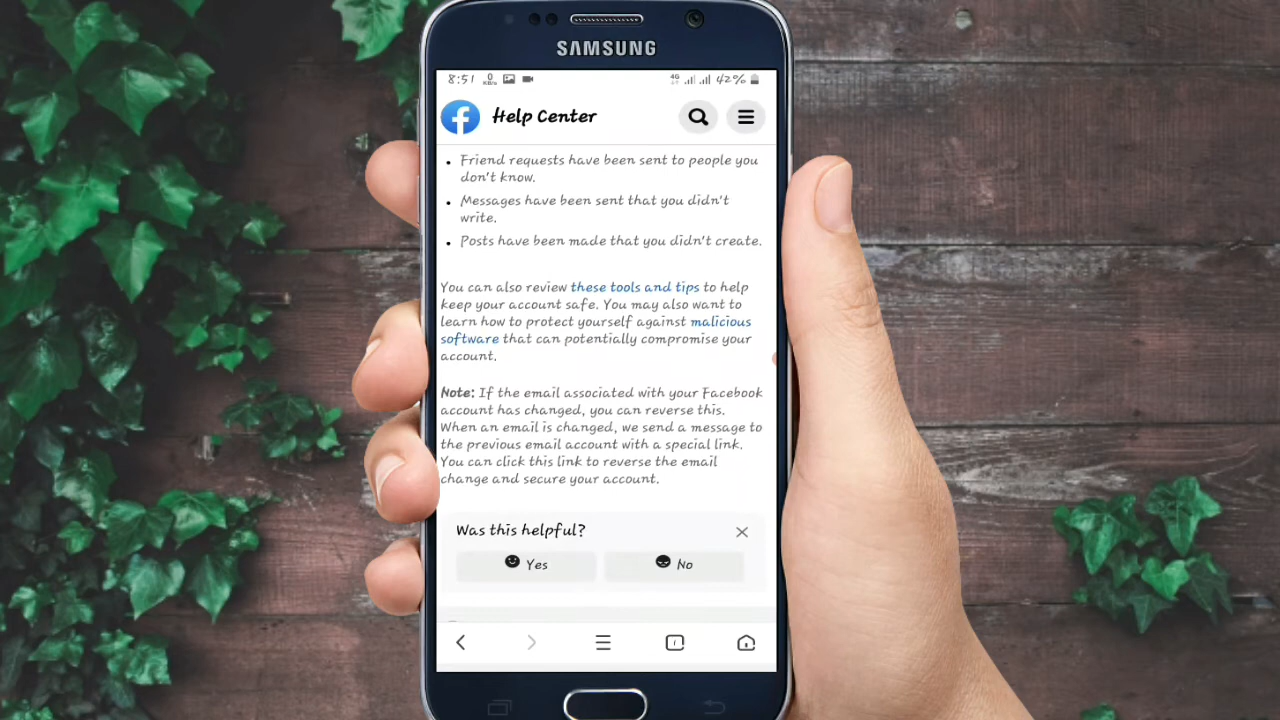 SAMSUNG
8:51 0 KB/s 4G 42%
Help Center
• Friend requests have been sent to people you
don't know.
• Messages have been sent that you didn't
write.
• Posts have been made that you didn't create.
You can also review these tools and tips to help
keep your account safe. You may also want to
learn how to protect yourself against malicious
software that can potentially compromise your
account.
Note: If the email associated with your Facebook
account has changed, you can reverse this.
When an email is changed, we send a message to
the previous email account with a special link.
You can click this link to reverse the email
change and secure your account.
Was this helpful?
Yes No